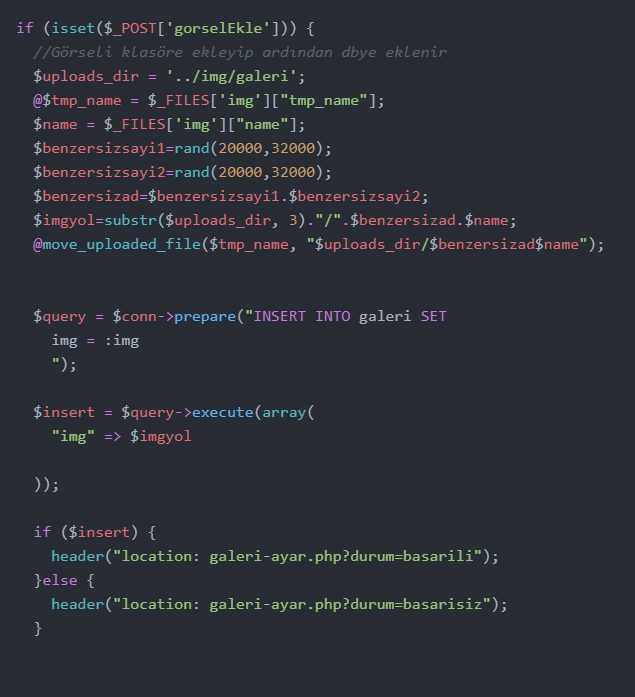 if (isset($_POST['gorselEkle'])) {
//Görseli klasöre ekleyip ardından dbye eklenir
$uploads_dir = '../img/galeri';
@$tmp_name = $_FILES['img']["tmp_name"];
$name = $_FILES['img']["name"];
$benzersizsayi1=rand(20000,32000);
$benzersizsayi2=rand(20000,32000);
$benzersizad=$benzersizsayi1.$benzersizsayi2;
$imgyol=substr($uploads_dir, 3)."/".$benzersizad.$name;
@move_uploaded_file($tmp_name, "$uploads_dir/$benzersizad$name");
$query = $conn->prepare("INSERT INTO galeri SET
img = :img
");
$insert = $query->execute(array(
"img" => $imgyol
));
if ($insert) {
header("location: galeri-ayar.php?durum=basarili");
}else {
header("location: galeri-ayar.php?durum=basarisiz");
}